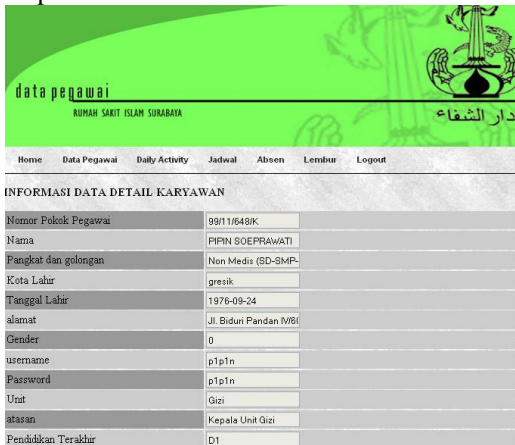 data pegawai
RUMAH SAKIT ISLAM SURABAYA
دار الشفاء
Home Data Pegawai Daily Activity Jadwal Absen Lembur Logout
INFORMASI DATA DETAIL KARYAWAN
Nomor Pokok Pegawai 99/11/648/K
Nama PIPIN SOEPRAWATI
Pangkat dan golongan Non Medis (SD-SMP-
Kota Lahir gresik
Tanggal Lahir 1976-09-24
alamat Jl. Biduri Pandan IV/6
Gender 0
username p1p1n
Password p1p1n
Unit Gizi
atasan Kepala Unit Gizi
Pendidikan Terakhir D1